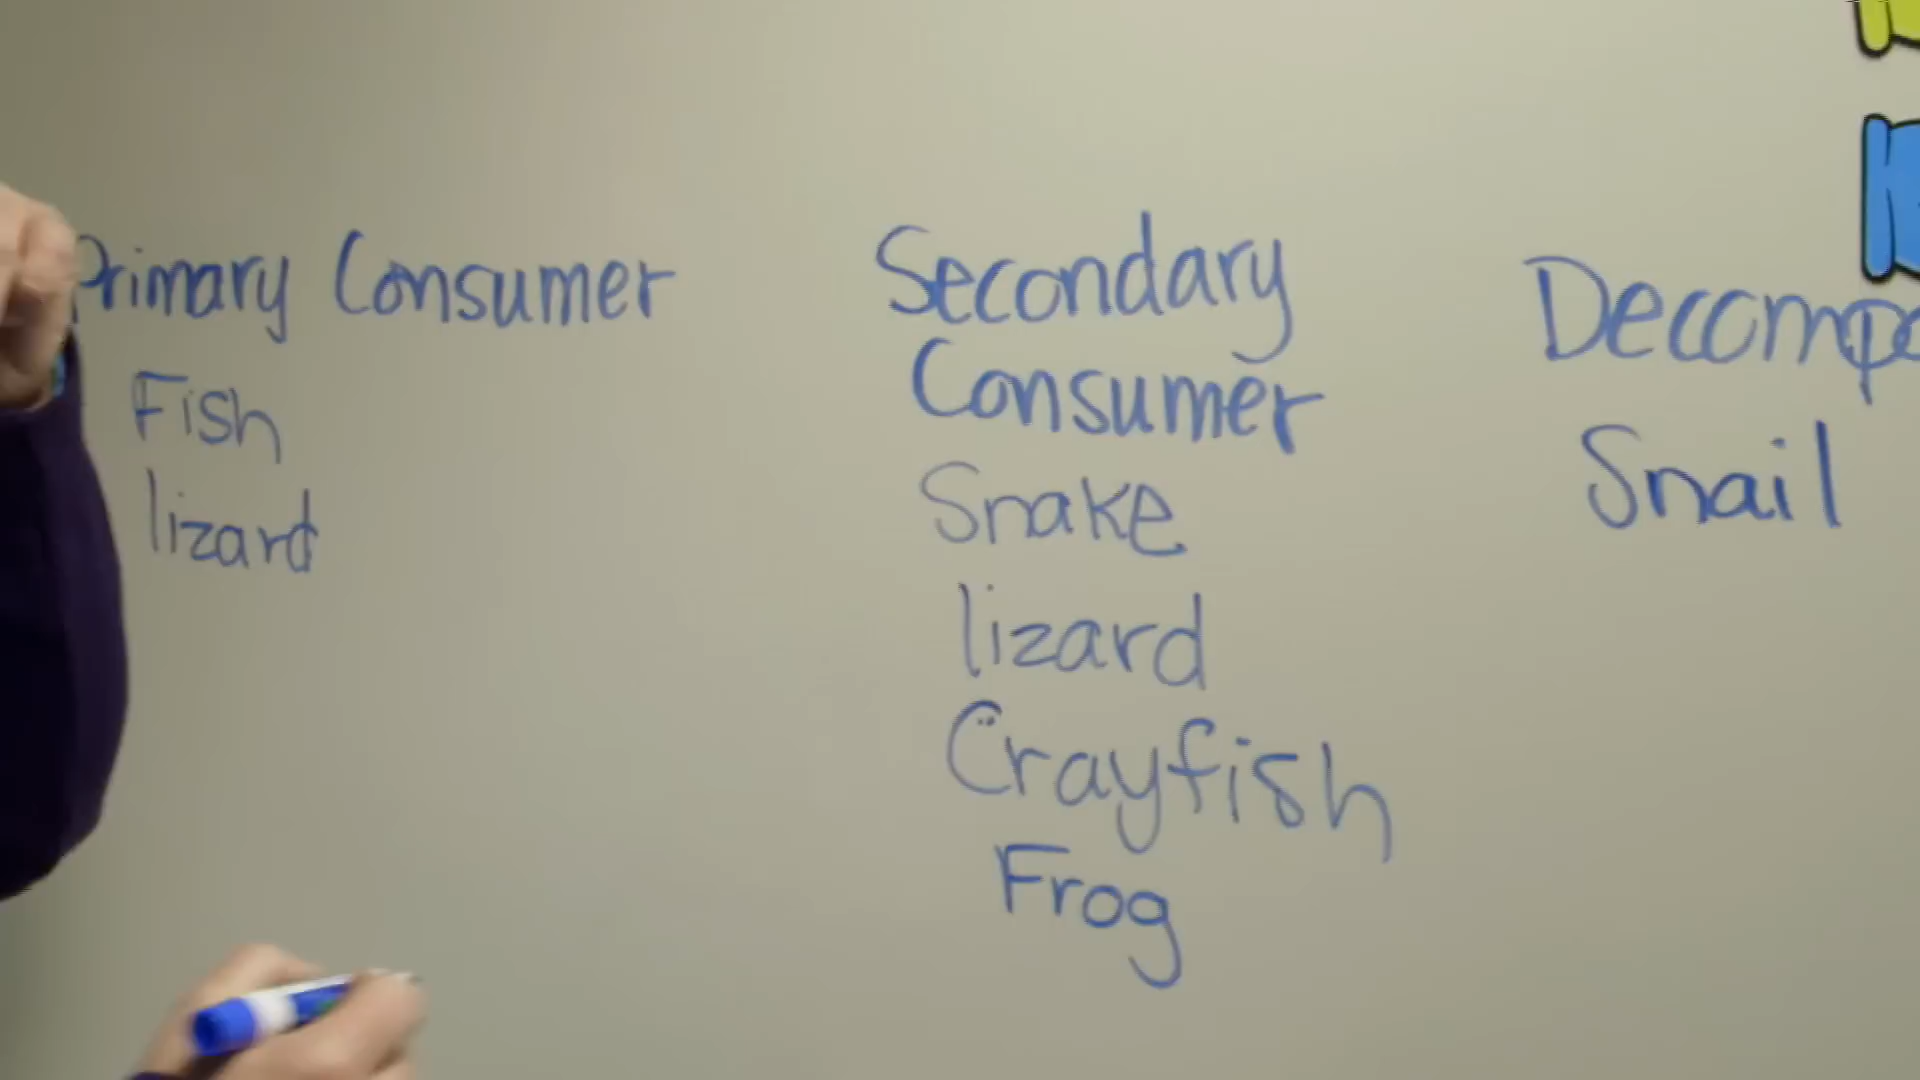 Primary Consumer
Fish
lizard
Secondary
Consumer
Snake
lizard
Crayfish
Frog
Decompo
Snail